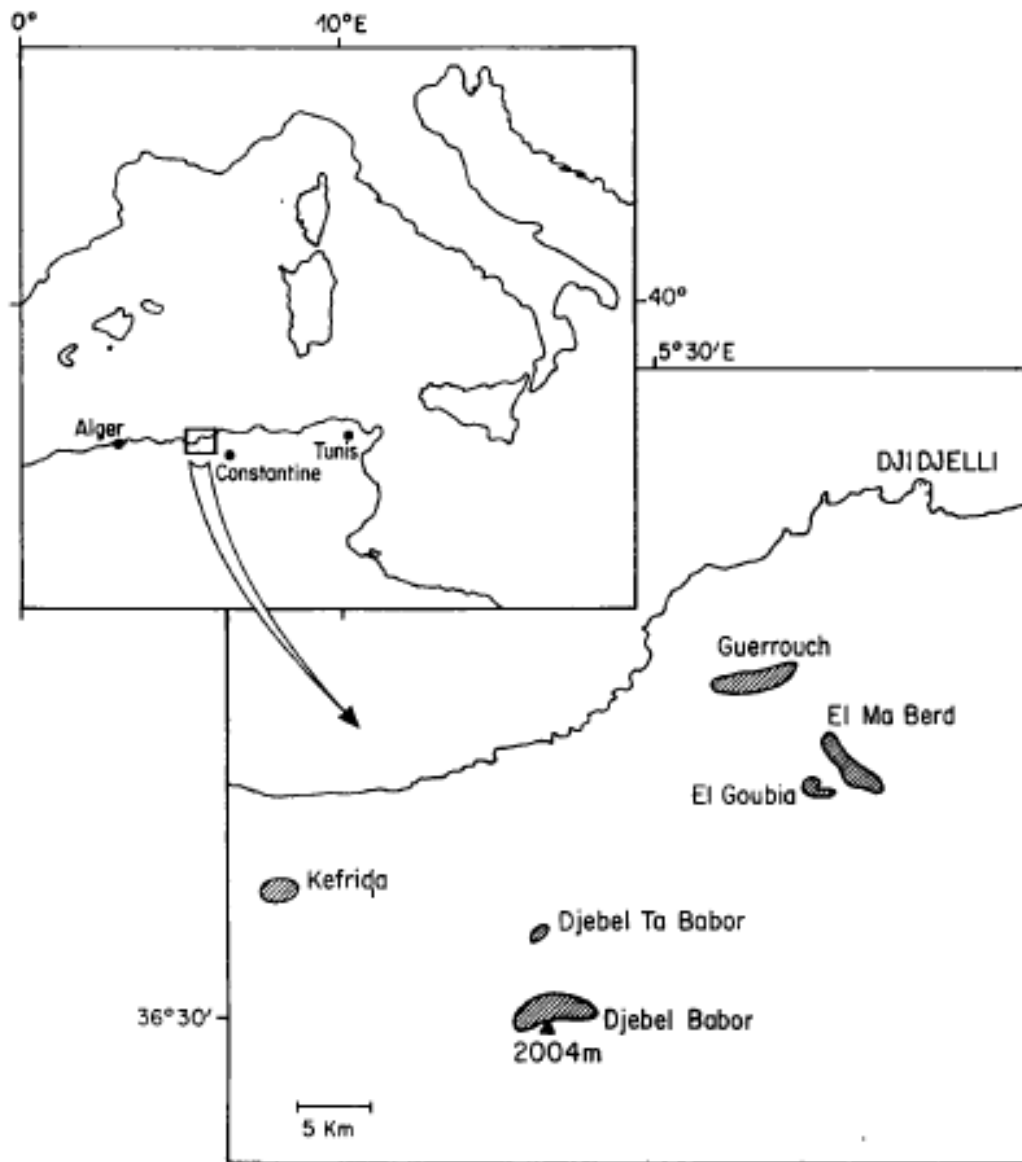 0°
10°E
40°
5°30'E
Alger
Tunis
Constantine
DJIDJELLI
Guerrouch
El Ma Berd
El Goubia
Kefrida
Djebel Ta Babor
36°30'
Djebel Babor
2004m
5 Km